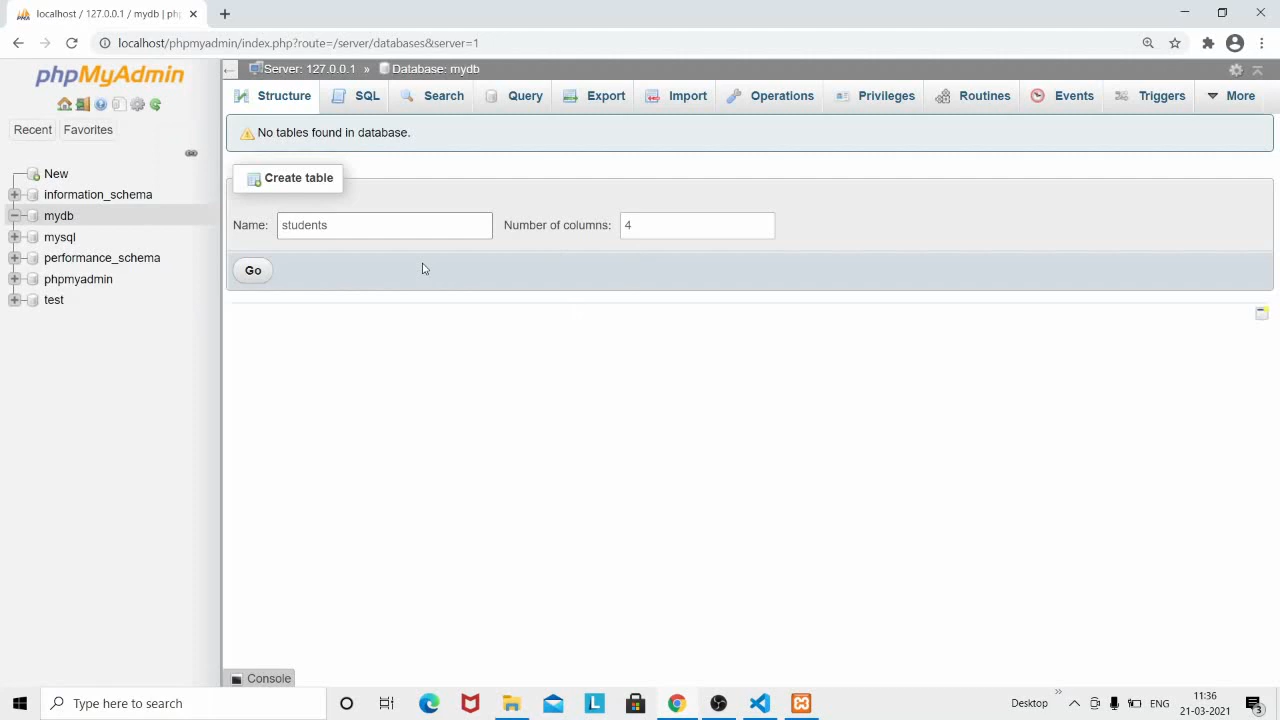 localhost / 127.0.0.1 / mydb | ph
localhost/phpmyadmin/index.php?route=/server/databases&server=1
phpMyAdmin
Recent Favorites
New
information_schema
mydb
mysql
performance_schema
phpmyadmin
test
Server: 127.0.0.1 » Database: mydb
Structure SQL Search Query Export Import Operations Privileges Routines Events Triggers More
No tables found in database.
Create table
Name: students Number of columns: 4
Go
Console
Type here to search
Desktop » ENG
11:36
21-03-2021
3